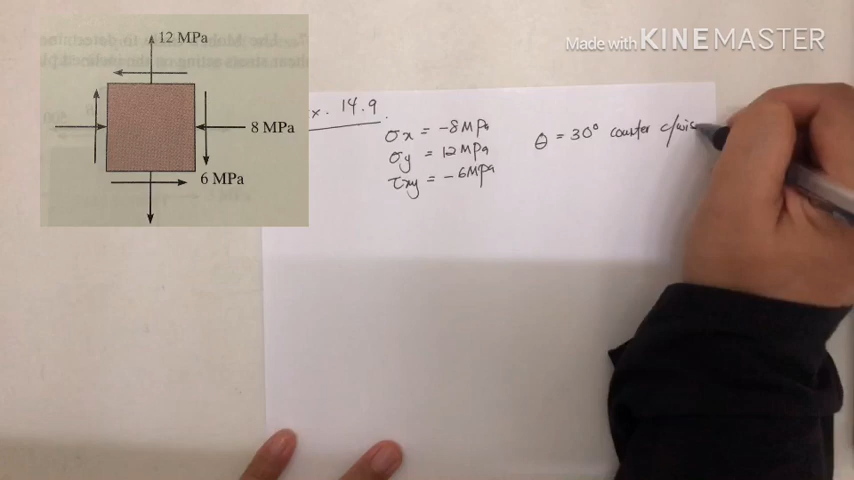 12 MPa
8 MPa
6 MPa
Made with KINEMASTER
x. 14.9
σx = -8MPa
σy = 12MPa
τxy = -6MPa
θ = 30° counter c/wis